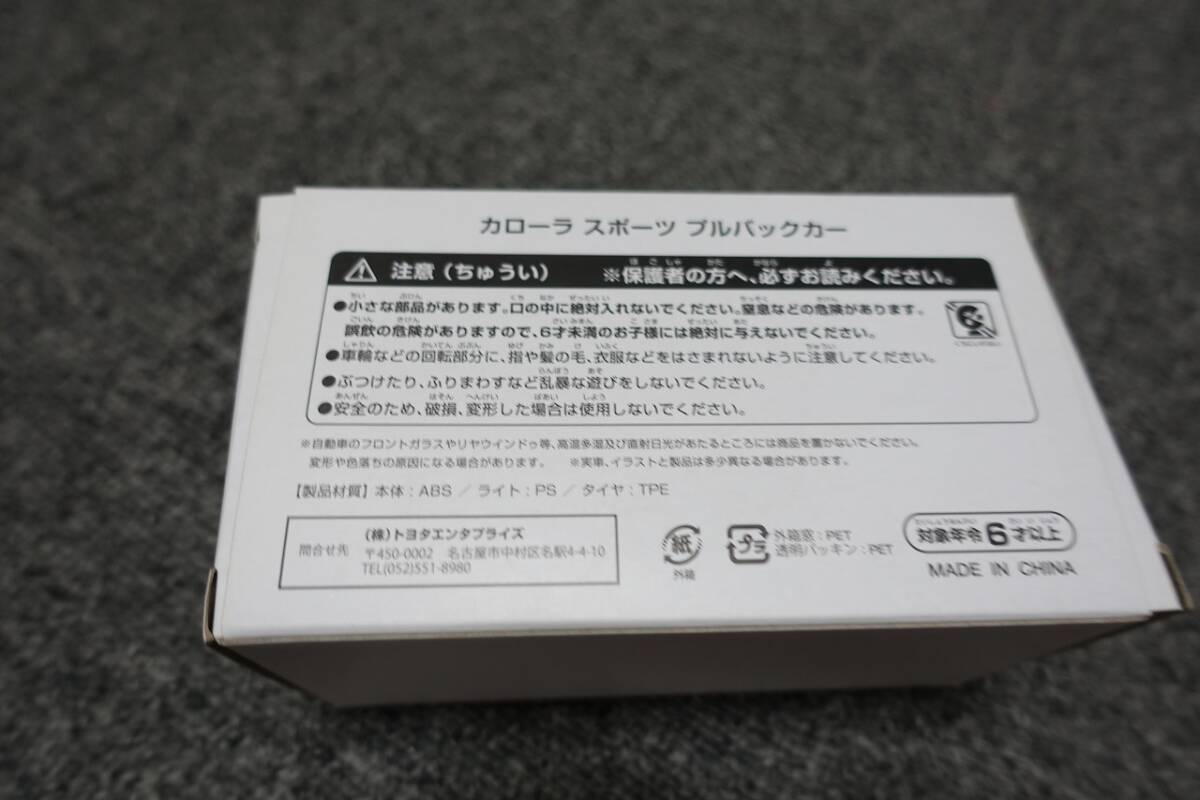 カローラ スポーツ プルバックカー
注意（ちゅうい） ※保護者の方へ、必ずお読みください。
●小さな部品があります。口の中に絶対入れないでください。窒息などの危険があります。
誤飲の危険がありますので、6才未満のお子様には絶対に与えないでください。
●車輪などの回転部分に、指や髪の毛、衣服などをはさまれないように注意してください。
●ぶつけたり、ふりまわすなど乱暴な遊びをしないでください。
●安全のため、破損、変形した場合は使用しないでください。
※自動車のフロントガラスやリヤウインドゥ等、高温多湿及び直射日光があたるところには商品を置かないでください。
変形や色落ちの原因になる場合があります。 ※実車、イラストと製品は多少異なる場合があります。
【製品材質】本体：ABS ／ ライト：PS ／ タイヤ：TPE
問合せ先
（株）トヨタエンタプライズ
〒450-0002 名古屋市中村区名駅4-4-10
TEL(052)551-8980
紙
外箱
プラ
外箱窓：PET
透明パッキン：PET
対象年令 6才以上
MADE IN CHINA